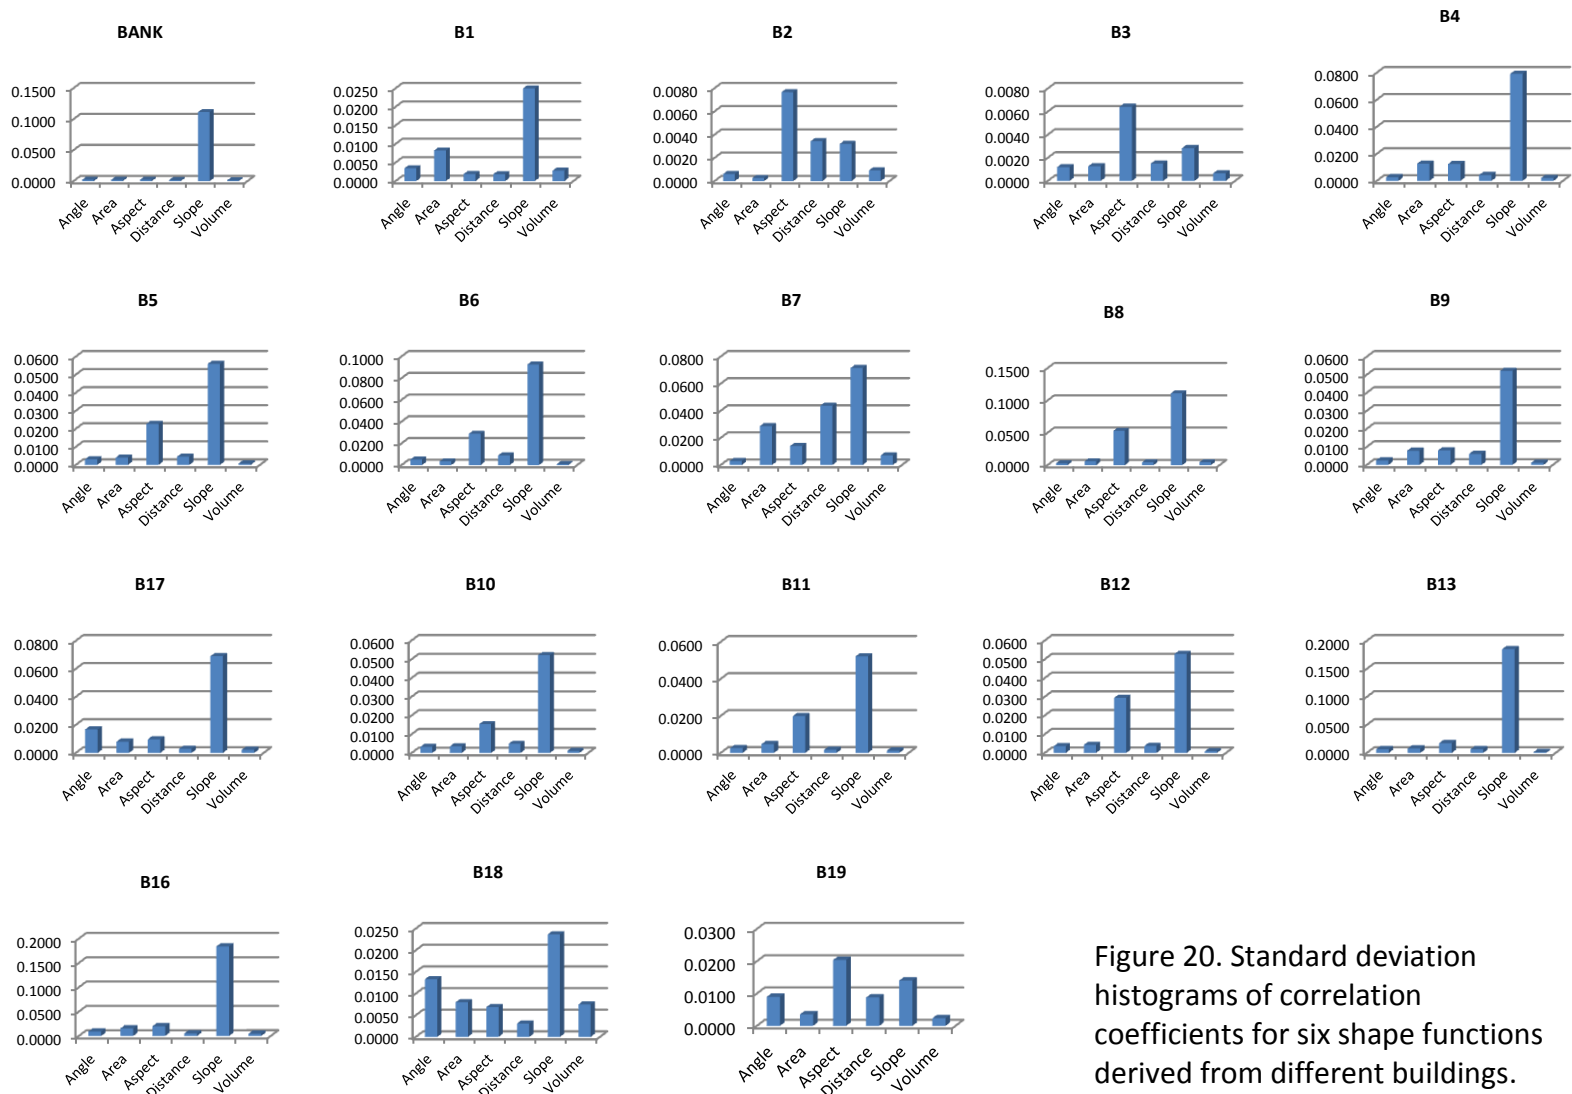 BANK
0.1500
0.1000
0.0500
0.0000
Angle
Area
Aspect
Distance
Slope
Volume
B1
0.0250
0.0200
0.0150
0.0100
0.0050
0.0000
Angle
Area
Aspect
Distance
Slope
Volume
B2
0.0080
0.0060
0.0040
0.0020
0.0000
Angle
Area
Aspect
Distance
Slope
Volume
B3
0.0080
0.0060
0.0040
0.0020
0.0000
Angle
Area
Aspect
Distance
Slope
Volume
B4
0.0800
0.0600
0.0400
0.0200
0.0000
Angle
Area
Aspect
Distance
Slope
Volume
B5
0.0600
0.0500
0.0400
0.0300
0.0200
0.0100
0.0000
Angle
Area
Aspect
Distance
Slope
Volume
B6
0.1000
0.0800
0.0600
0.0400
0.0200
0.0000
Angle
Area
Aspect
Distance
Slope
Volume
B7
0.0800
0.0600
0.0400
0.0200
0.0000
Angle
Area
Aspect
Distance
Slope
Volume
B8
0.1500
0.1000
0.0500
0.0000
Angle
Area
Aspect
Distance
Slope
Volume
B9
0.0600
0.0500
0.0400
0.0300
0.0200
0.0100
0.0000
Angle
Area
Aspect
Distance
Slope
Volume
B17
0.0800
0.0600
0.0400
0.0200
0.0000
Angle
Area
Aspect
Distance
Slope
Volume
B10
0.0600
0.0500
0.0400
0.0300
0.0200
0.0100
0.0000
Angle
Area
Aspect
Distance
Slope
Volume
B11
0.0600
0.0400
0.0200
0.0000
Angle
Area
Aspect
Distance
Slope
Volume
B12
0.0600
0.0500
0.0400
0.0300
0.0200
0.0100
0.0000
Angle
Area
Aspect
Distance
Slope
Volume
B13
0.2000
0.1500
0.1000
0.0500
0.0000
Angle
Area
Aspect
Distance
Slope
Volume
B16
0.2000
0.1500
0.1000
0.0500
0.0000
Angle
Area
Aspect
Distance
Slope
Volume
B18
0.0250
0.0200
0.0150
0.0100
0.0050
0.0000
Angle
Area
Aspect
Distance
Slope
Volume
B19
0.0300
0.0200
0.0100
0.0000
Angle
Area
Aspect
Distance
Slope
Volume
Figure 20. Standard deviation
histograms of correlation
coefficients for six shape functions
derived from different buildings.